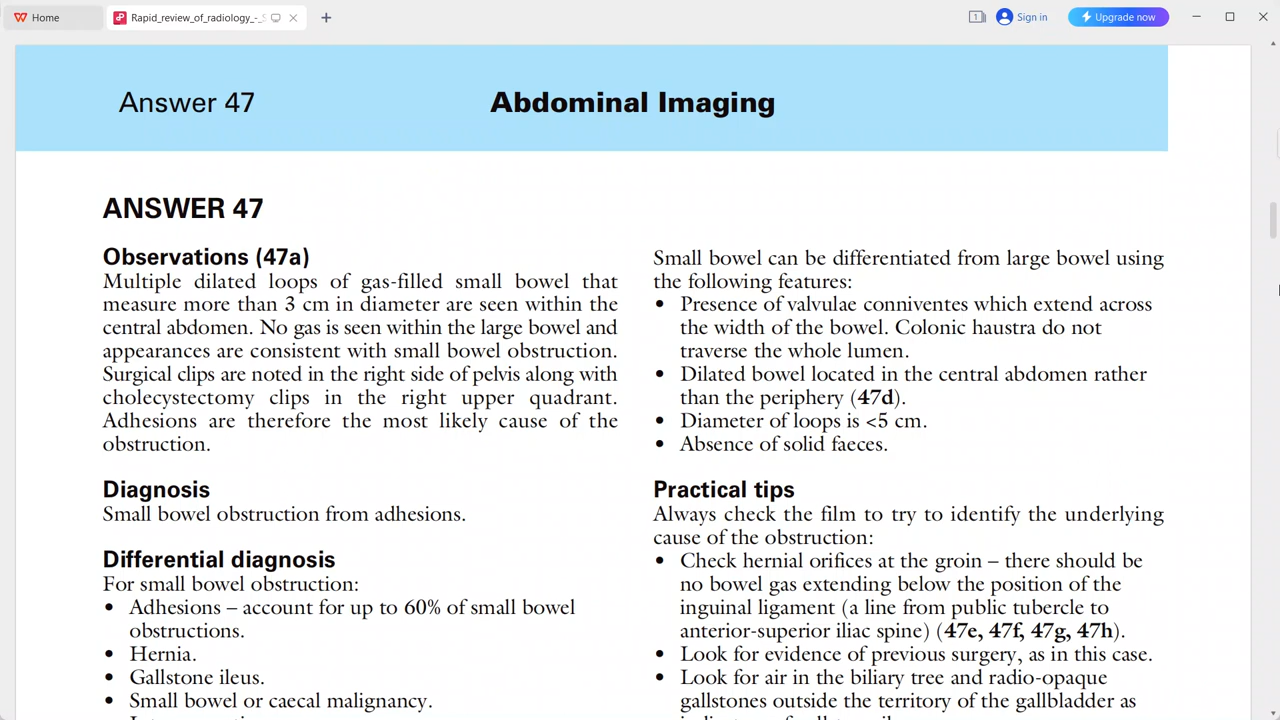 Home
Rapid_review_of_radiology_-_S
Sign in
Upgrade now
Answer 47
Abdominal Imaging
ANSWER 47
Observations (47a)
Multiple dilated loops of gas-filled small bowel that
measure more than 3 cm in diameter are seen within the
central abdomen. No gas is seen within the large bowel and
appearances are consistent with small bowel obstruction.
Surgical clips are noted in the right side of pelvis along with
cholecystectomy clips in the right upper quadrant.
Adhesions are therefore the most likely cause of the
obstruction.
Diagnosis
Small bowel obstruction from adhesions.
Differential diagnosis
For small bowel obstruction:
• Adhesions – account for up to 60% of small bowel
obstructions.
• Hernia.
• Gallstone ileus.
• Small bowel or caecal malignancy.
Small bowel can be differentiated from large bowel using
the following features:
• Presence of valvulae conniventes which extend across
the width of the bowel. Colonic haustra do not
traverse the whole lumen.
• Dilated bowel located in the central abdomen rather
than the periphery (47d).
• Diameter of loops is <5 cm.
• Absence of solid faeces.
Practical tips
Always check the film to try to identify the underlying
cause of the obstruction:
• Check hernial orifices at the groin – there should be
no bowel gas extending below the position of the
inguinal ligament (a line from public tubercle to
anterior-superior iliac spine) (47e, 47f, 47g, 47h).
• Look for evidence of previous surgery, as in this case.
• Look for air in the biliary tree and radio-opaque
gallstones outside the territory of the gallbladder as